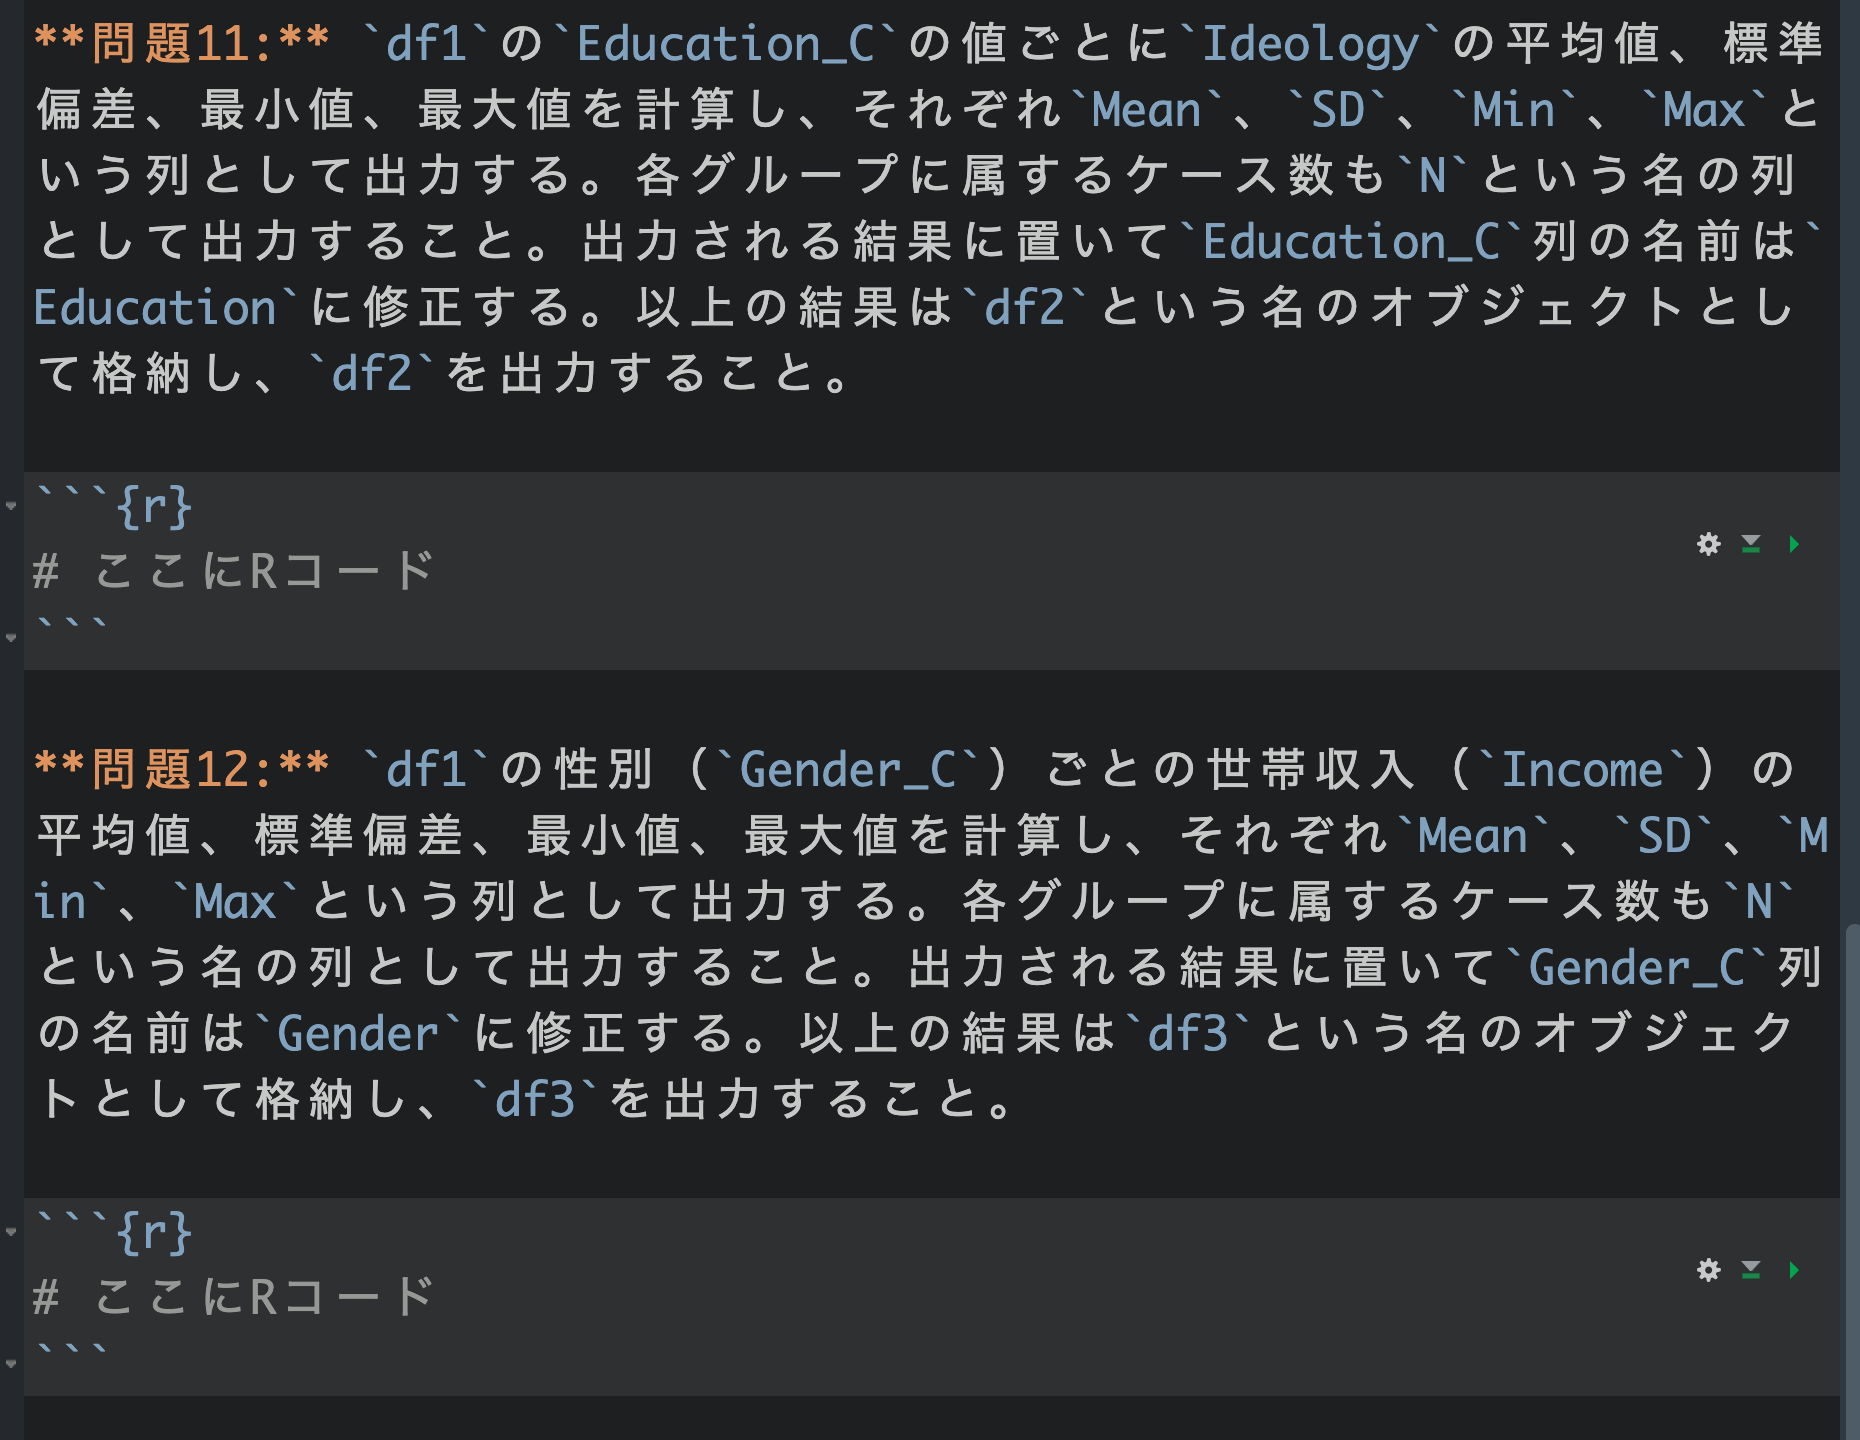 **問題11:** `df1`の`Education_C`の値ごとに`Ideology`の平均値、標準
偏差、最小値、最大値を計算し、それぞれ`Mean`、`SD`、`Min`、`Max`と
いう列として出力する。各グループに属するケース数も`N`という名の列
として出力すること。出力される結果に置いて`Education_C`列の名前は`
Education`に修正する。以上の結果は`df2`という名のオブジェクトとし
て格納し、`df2`を出力すること。
```{r}
# ここにRコード
```
**問題12:** `df1`の性別（`Gender_C`）ごとの世帯収入（`Income`）の
平均値、標準偏差、最小値、最大値を計算し、それぞれ`Mean`、`SD`、`M
in`、`Max`という列として出力する。各グループに属するケース数も`N`
という名の列として出力すること。出力される結果に置いて`Gender_C`列
の名前は`Gender`に修正する。以上の結果は`df3`という名のオブジェク
トとして格納し、`df3`を出力すること。
```{r}
# ここにRコード
```